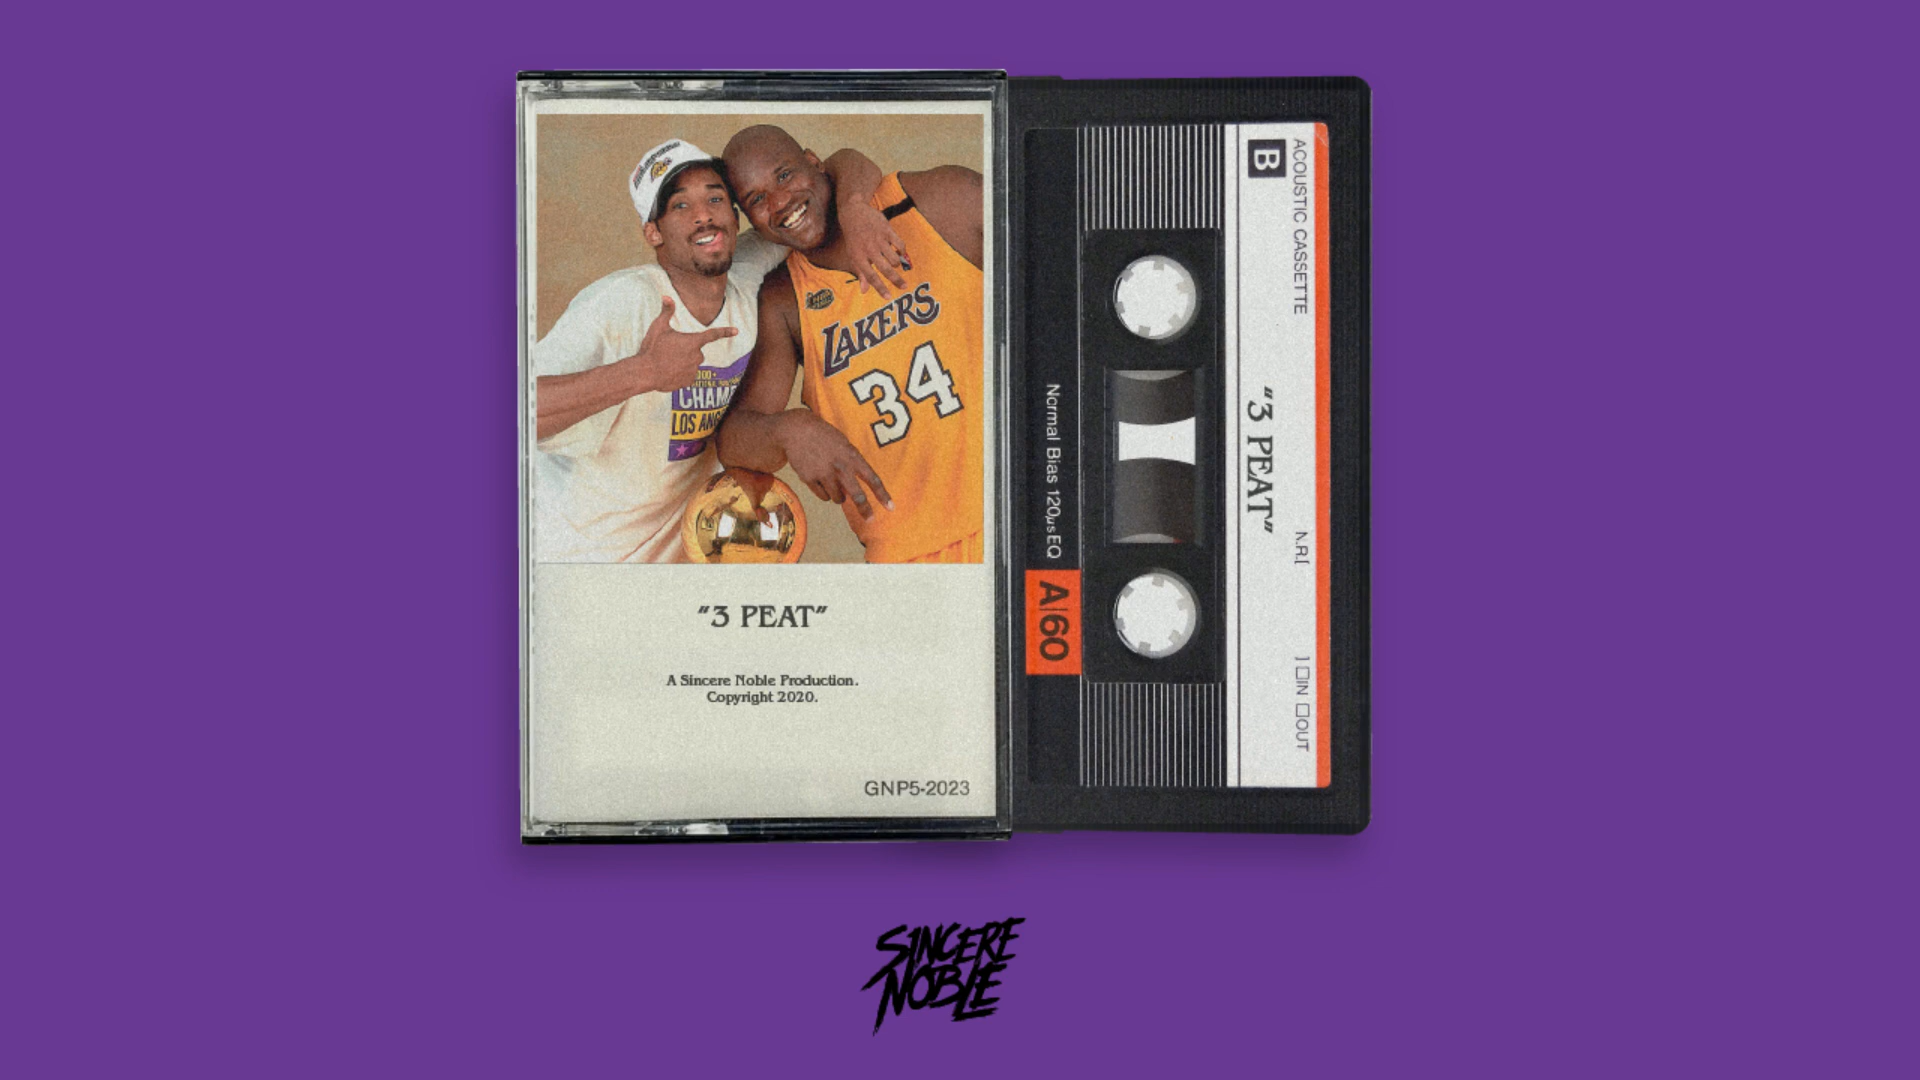 LAKERS
34
CHAMP
LOS ANG
"3 PEAT"
A Sincere Noble Production.
Copyright 2020.
GNP5-2023
B
ACOUSTIC CASSETTE
"3 PEAT"
N.R.[
] □IN □OUT
Normal Bias 120µs EQ
A|60
SINCERE
NOBLE